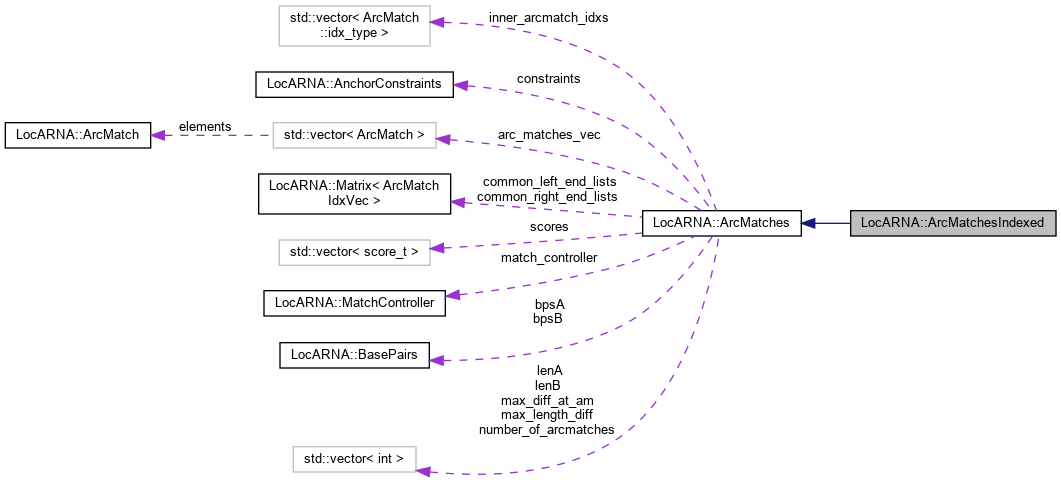 std::vector< ArcMatch
::idx_type >
inner_arcmatch_idxs
LocARNA::AnchorConstraints
constraints
LocARNA::ArcMatch
elements
std::vector< ArcMatch >
arc_matches_vec
LocARNA::Matrix< ArcMatch
IdxVec >
common_left_end_lists
common_right_end_lists
LocARNA::ArcMatches
LocARNA::ArcMatchesIndexed
std::vector< score_t >
scores
LocARNA::MatchController
match_controller
LocARNA::BasePairs
bpsA
bpsB
lenA
lenB
max_diff_at_am
max_length_diff
number_of_arcmatches
std::vector< int >